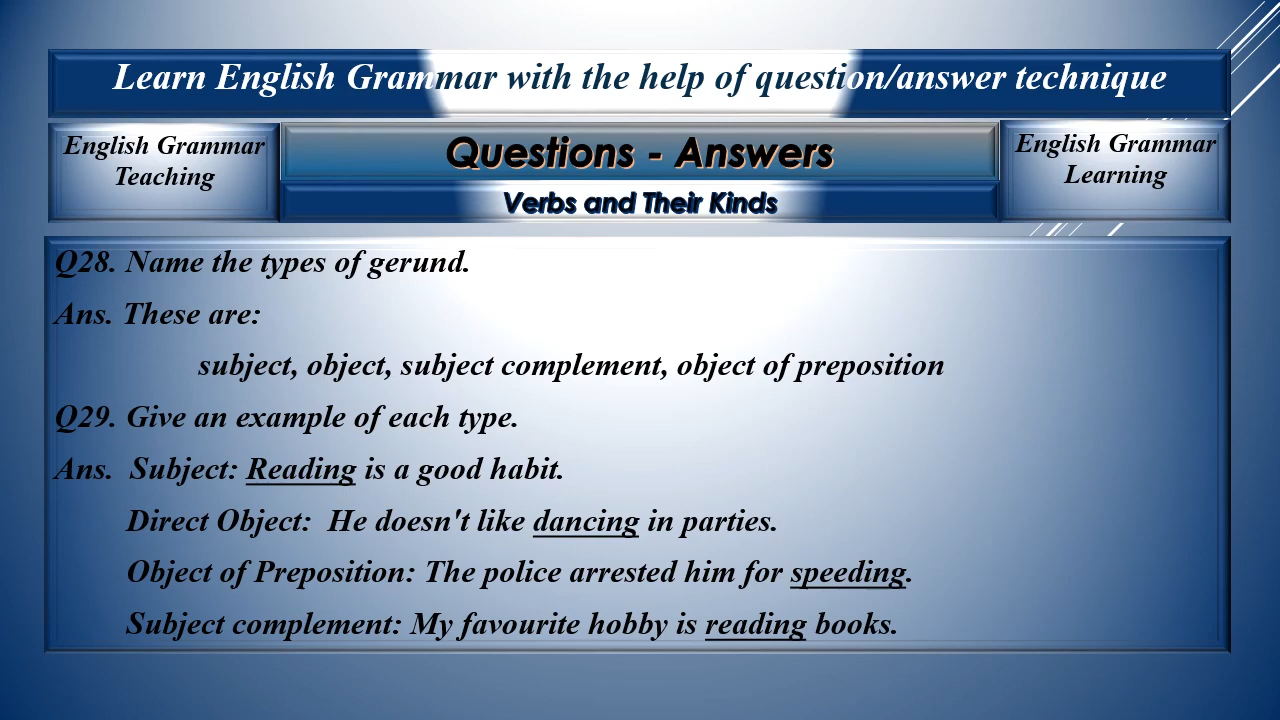 Learn English Grammar with the help of question/answer technique
English Grammar
Teaching
Questions - Answers
Verbs and Their Kinds
English Grammar
Learning
Q28. Name the types of gerund.
Ans. These are:
subject, object, subject complement, object of preposition
Q29. Give an example of each type.
Ans. Subject: Reading is a good habit.
Direct Object: He doesn't like dancing in parties.
Object of Preposition: The police arrested him for speeding.
Subject complement: My favourite hobby is reading books.